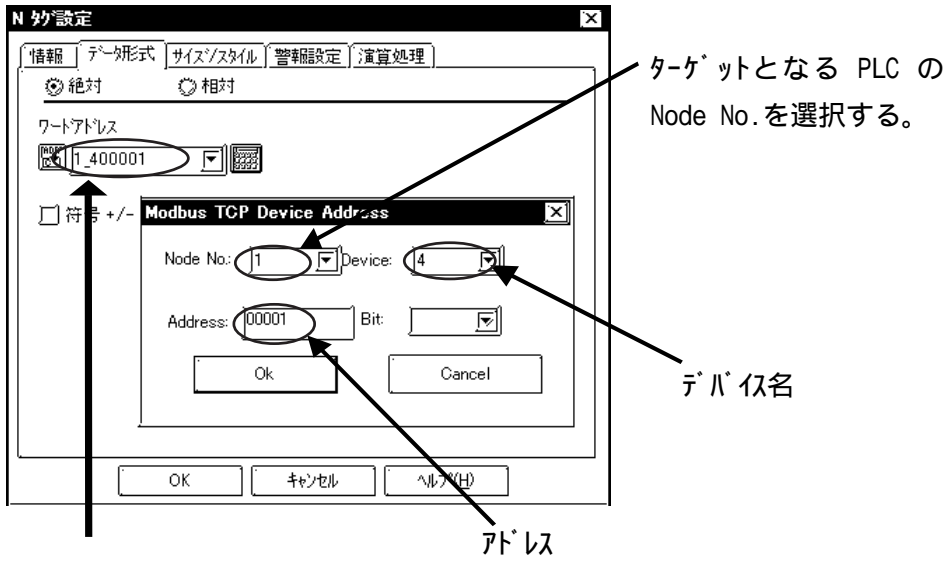 N ﾀｸﾞ設定
情報 ﾃﾞｰﾀ形式 ｻｲｽﾞ/ｽﾀｲﾙ 警報設定 演算処理
絶対 相対
ﾜｰﾄﾞｱﾄﾞﾚｽ
1_400001
符号 +/-
Modbus TCP Device Address
Node No.: 1 Device: 4
Address: 00001 Bit:
Ok Cancel
OK ｷｬﾝｾﾙ ﾍﾙﾌﾟ(H)
ﾀｰｹﾞｯﾄとなる PLC の
Node No.を選択する。
ﾃﾞﾊﾞｲｽ名
ｱﾄﾞﾚｽ